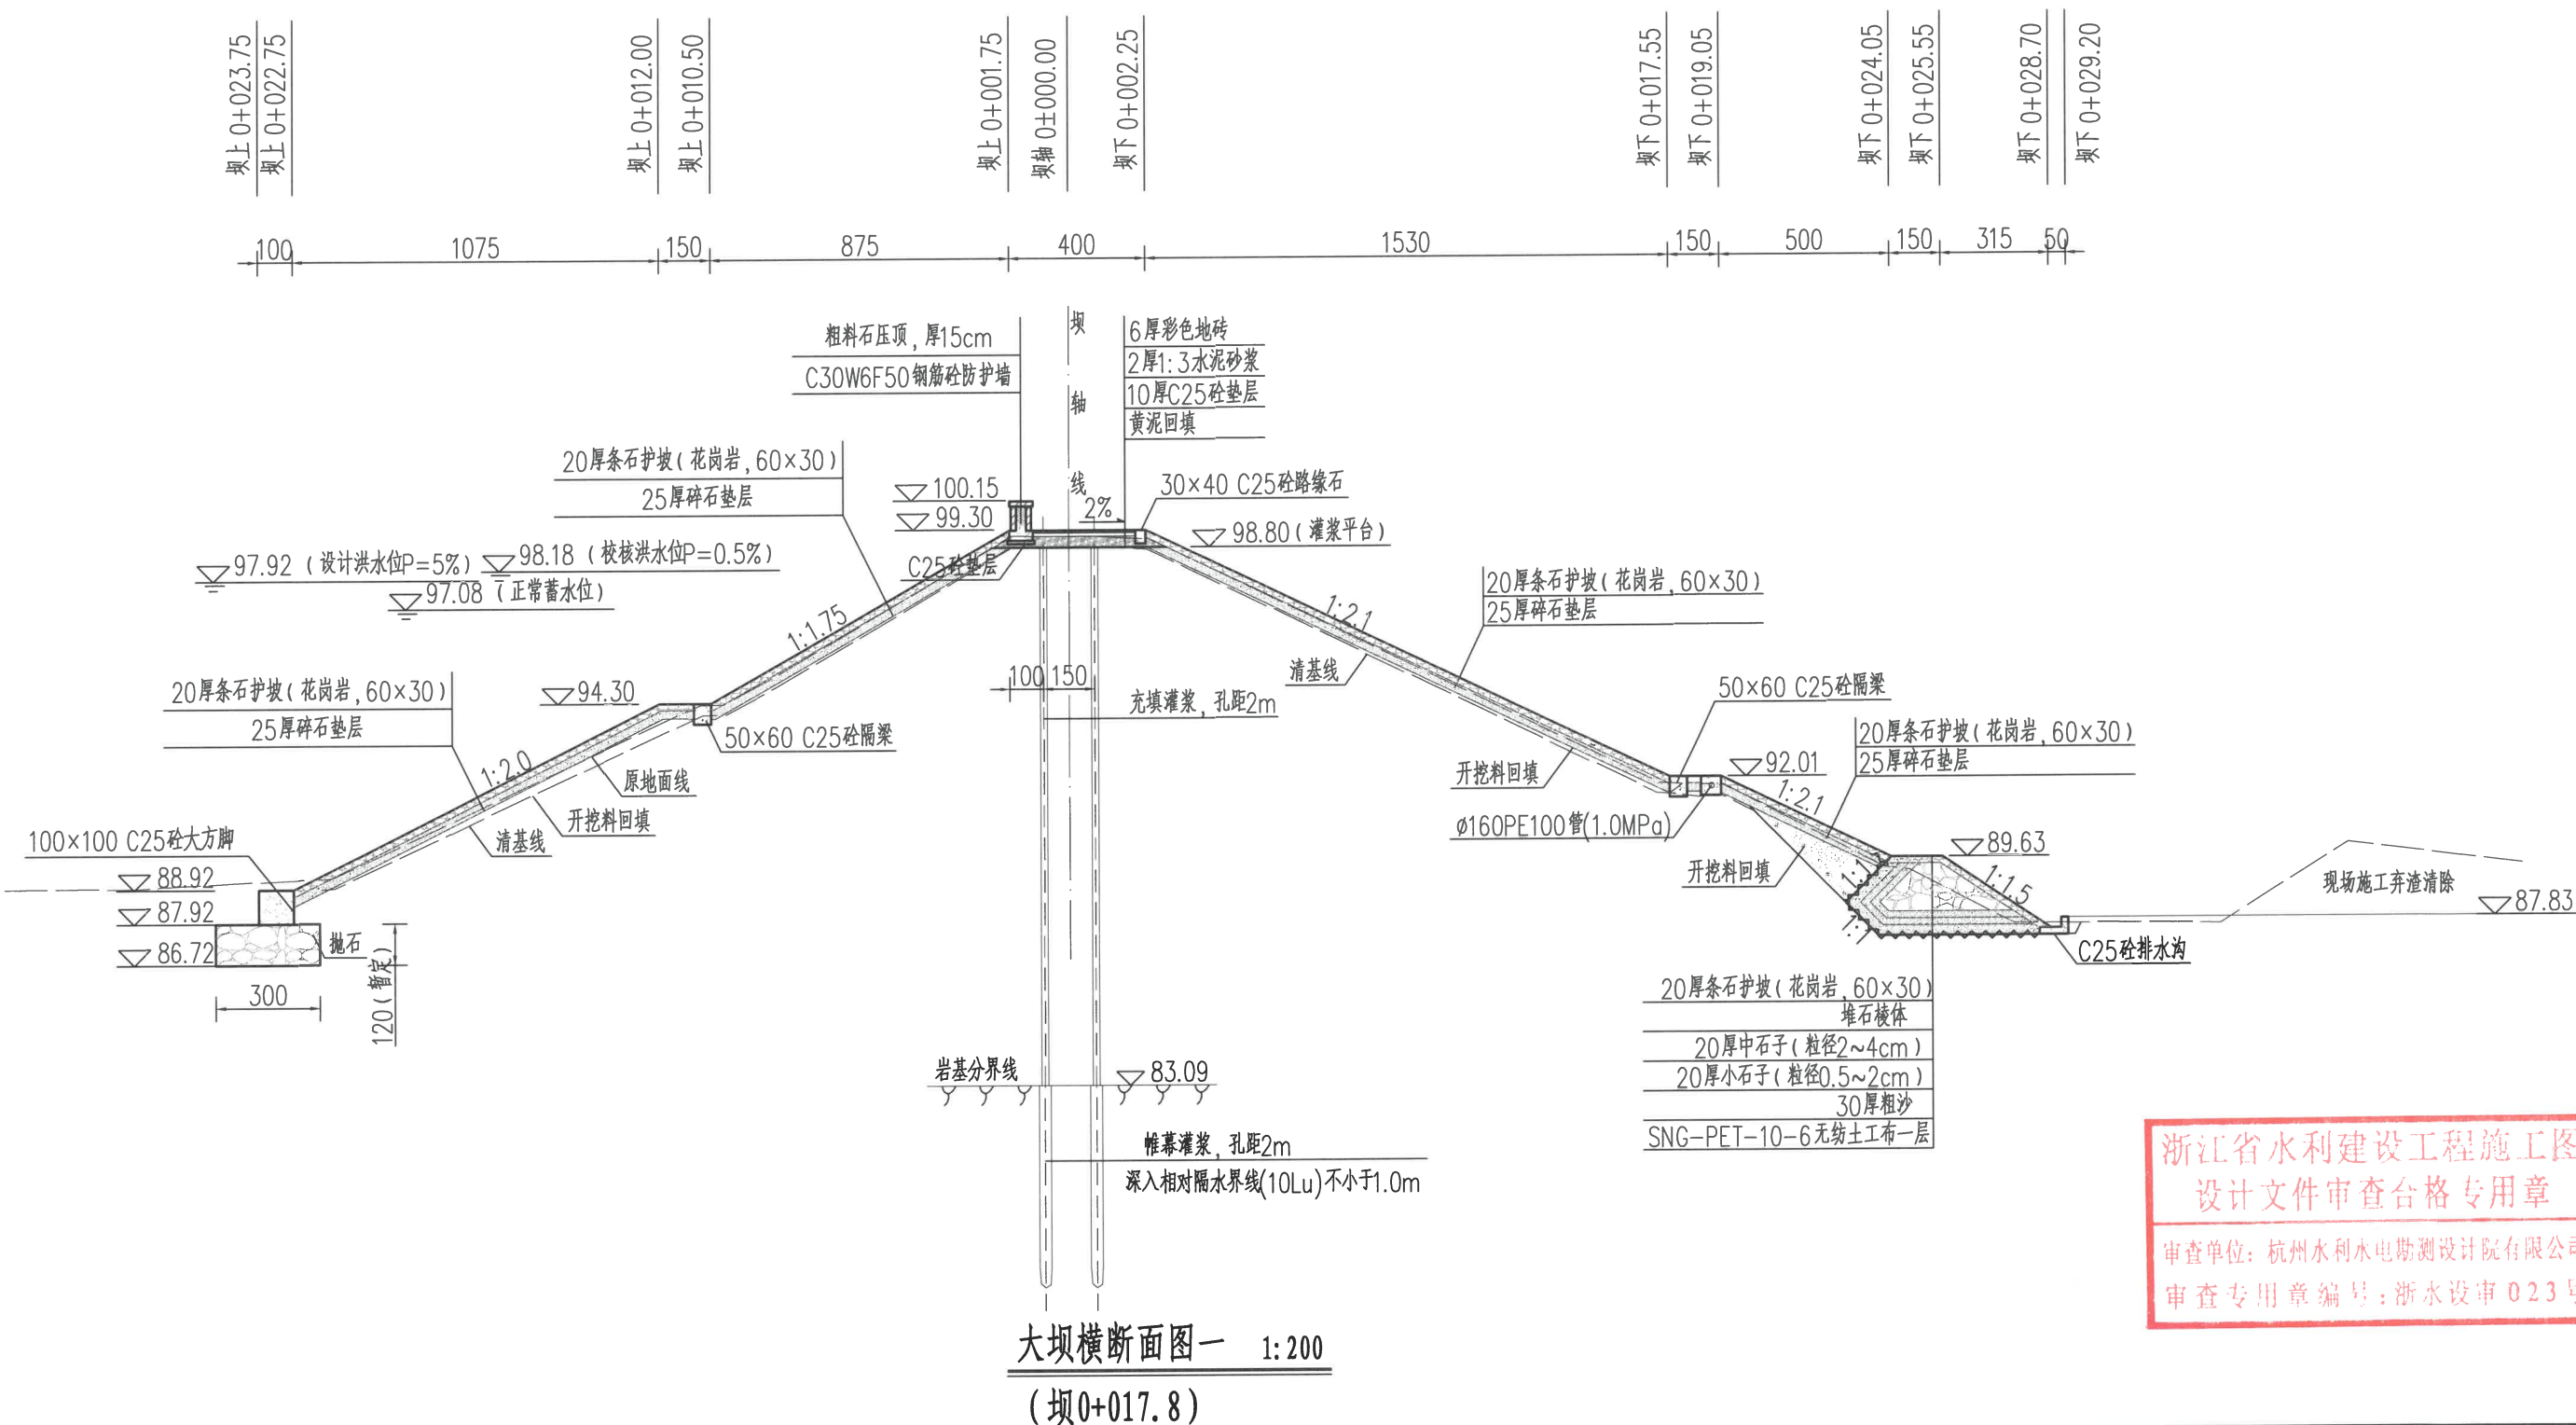 坝上 0+023.75
坝上 0+022.75
坝上 0+012.00
坝上 0+010.50
坝上 0+001.75
坝轴 0±000.00
坝下 0+002.25
坝下 0+017.55
坝下 0+019.05
坝下 0+024.05
坝下 0+025.55
坝下 0+028.70
坝下 0+029.20
100
1075
150
875
400
1530
150
500
150
315
50
粗料石压顶，厚15cm
C30W6F50钢筋砼防护墙
坝轴线
6厚彩色地砖
2厚1:3水泥砂浆
10厚C25砼垫层
黄泥回填
20厚条石护坡(花岗岩,60×30)
25厚碎石垫层
100.15
99.30
2%
30×40 C25砼路缘石
98.80(灌浆平台)
97.92(设计洪水位P=5%)
98.18(校核洪水位P=0.5%)
97.08(正常蓄水位)
C25砼垫层
1:1.75
1:2.1
20厚条石护坡(花岗岩,60×30)
25厚碎石垫层
清基线
100
150
充填灌浆，孔距2m
20厚条石护坡(花岗岩,60×30)
25厚碎石垫层
94.30
50×60 C25砼隔梁
1:2.0
原地面线
开挖料回填
清基线
50×60 C25砼隔梁
20厚条石护坡(花岗岩,60×30)
25厚碎石垫层
92.01
开挖料回填
1:2.1
ø160PE100管(1.0MPa)
开挖料回填
89.63
1:1
1:1
1:1.5
现场施工弃渣清除
87.83
C25砼排水沟
100×100 C25砼大方脚
88.92
87.92
86.72
抛石
300
120(暂定)
20厚条石护坡(花岗岩,60×30)
堆石棱体
20厚中石子(粒径2~4cm)
20厚小石子(粒径0.5~2cm)
30厚粗沙
SNG-PET-10-6无纺土工布一层
岩基分界线
83.09
帷幕灌浆，孔距2m
深入相对隔水界线(10Lu)不小于1.0m
浙江省水利建设工程施工图
设计文件审查合格专用章
审查单位：杭州水利水电勘测设计院有限公司
审查专用章编号：浙水设审023号
大坝横断面图一 1:200
(坝0+017.8)